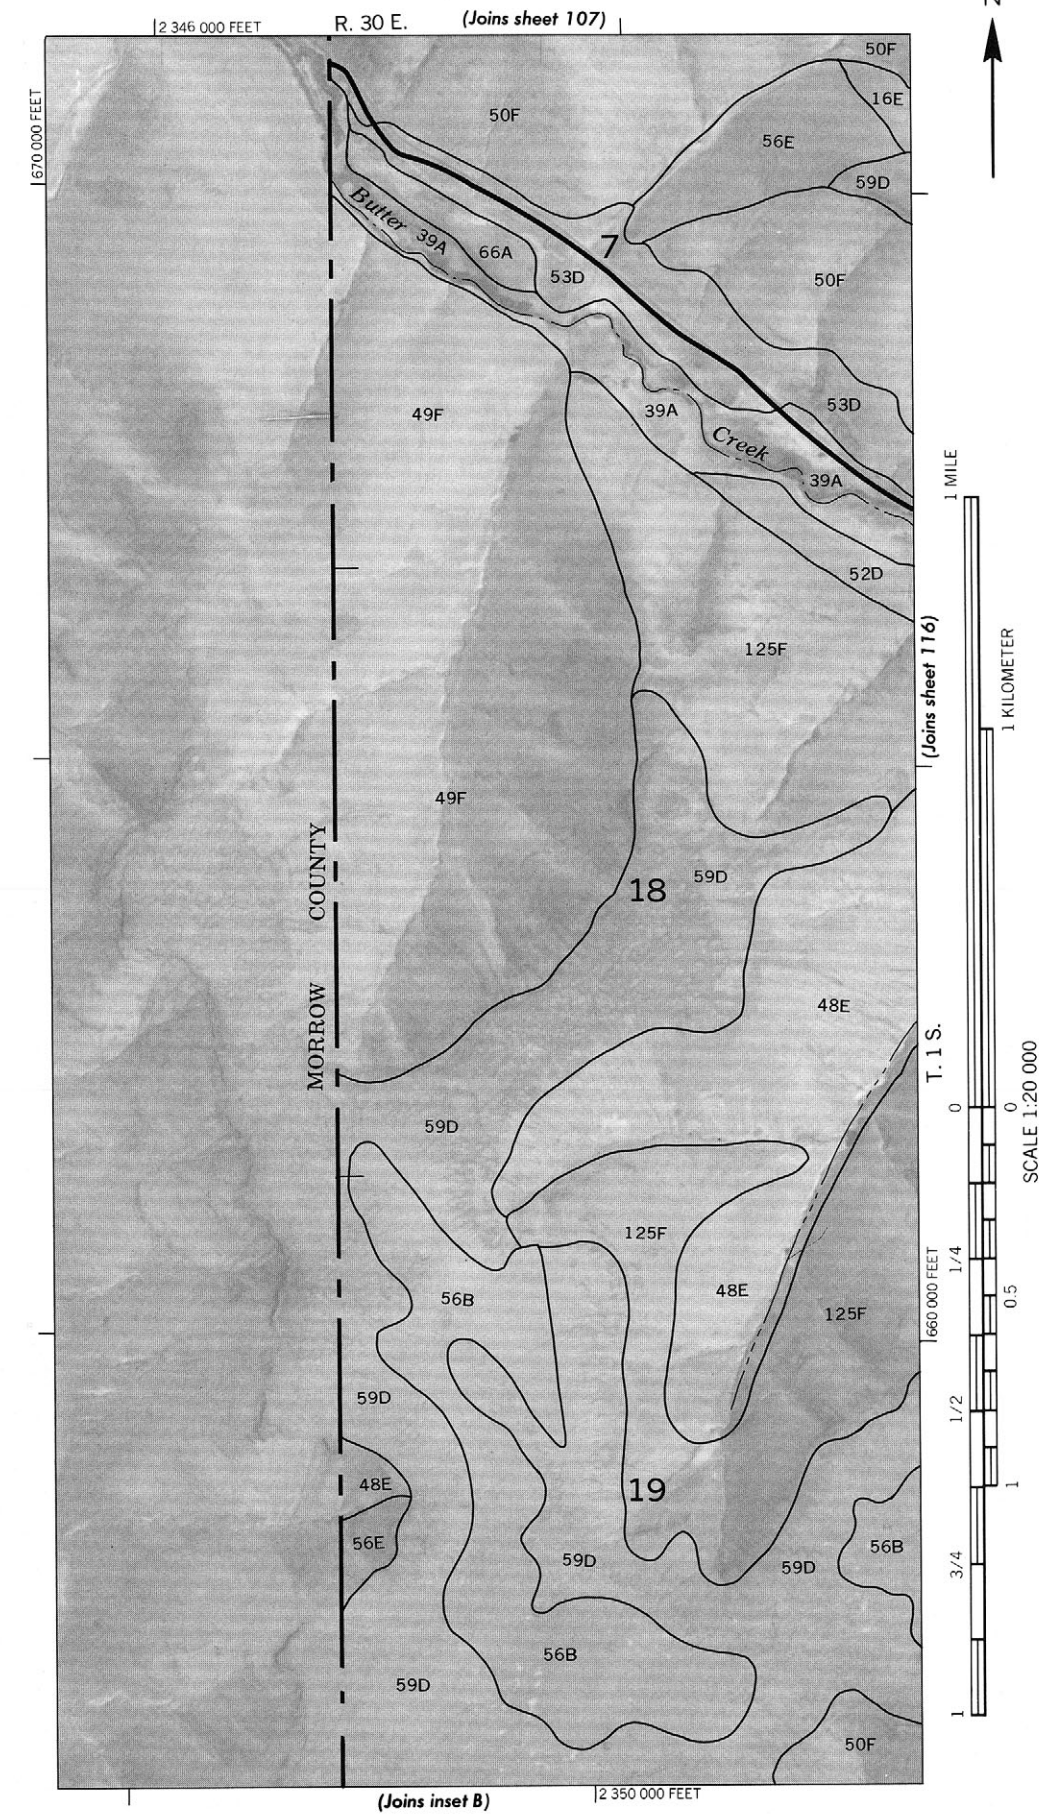 2 346 000 FEET
R. 30 E.
(Joins sheet 107)
N
670 000 FEET
50F
50F
16E
56E
59D
Butter
39A
66A
7
53D
50F
49F
39A
53D
Creek
39A
1 MILE
52D
125F
(Joins sheet 116)
1 KILOMETER
49F
MORROW COUNTY
18
59D
48E
T. 1 S.
59D
0
0
SCALE 1:20 000
125F
48E
56B
125F
660 000 FEET
1/4
0.5
59D
1/2
48E
19
1
56E
59D
59D
56B
3/4
56B
59D
1
50F
(Joins inset B)
2 350 000 FEET